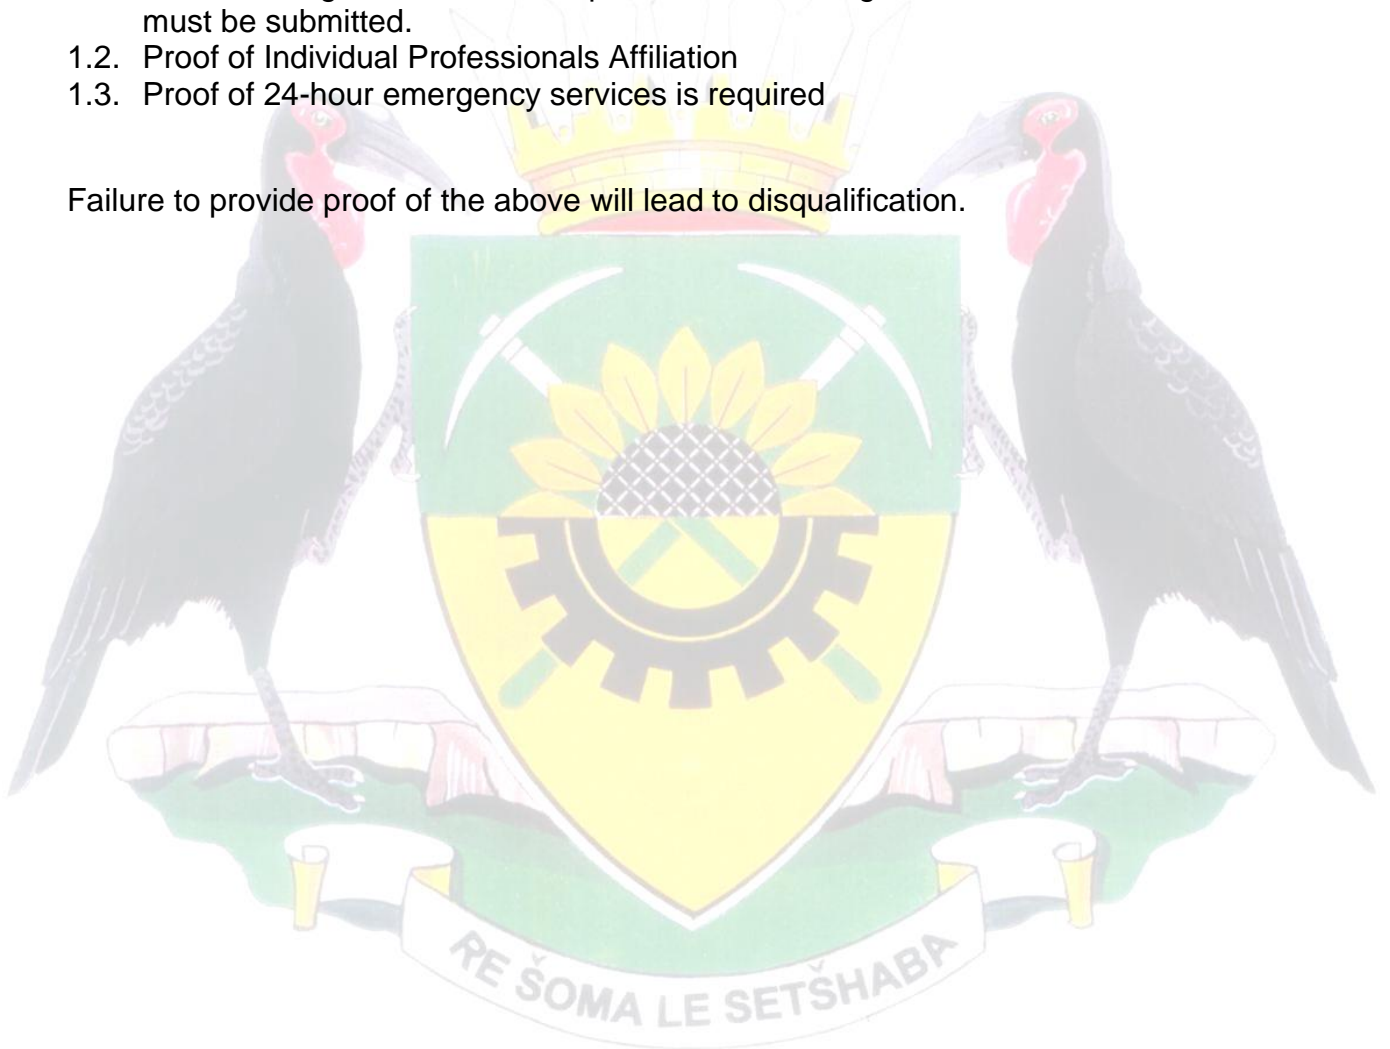 must be submitted.
1.2. Proof of Individual Professionals Affiliation
1.3. Proof of 24-hour emergency services is required
Failure to provide proof of the above will lead to disqualification.
RE ŠOMA LE SETŠHABA